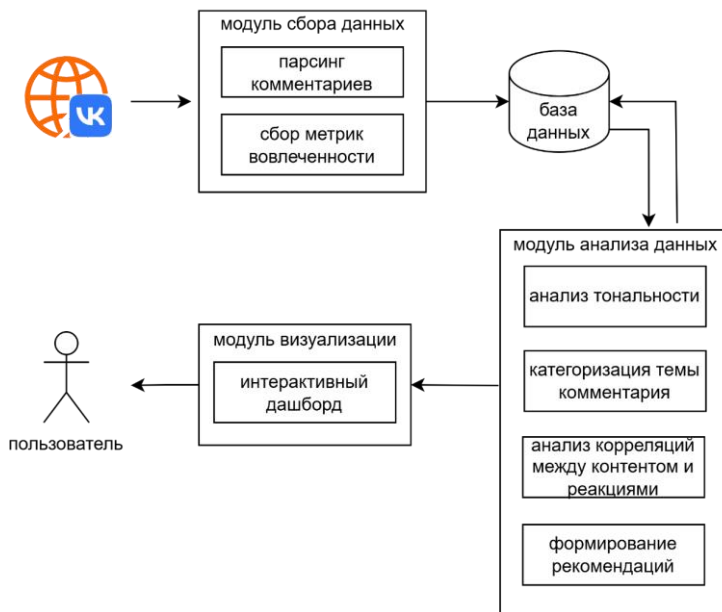 модуль сбора данных
парсинг
комментариев
сбор метрик
вовлеченности
VK
база
данных
модуль анализа данных
анализ тональности
категоризация темы
комментария
анализ корреляций
между контентом и
реакциями
формирование
рекомендаций
модуль визуализации
интерактивный
дашборд
пользователь